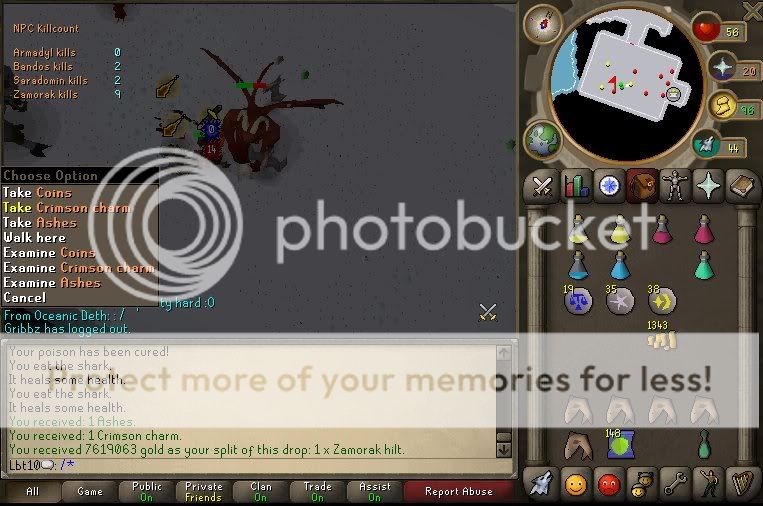 NPC Killcount
Armadyl kills 0
Bandos kills 2
Saradomin kills 2
Zamorak kills 9
0
14
Choose Option
Take Coins
Take Crimson charm
Take Ashes
Walk here
Examine Coins
Examine Crimson charm
Examine Ashes
Cancel
ty hard :O
From Oceanic Deth: : /
Gribbz has logged out.
Your poison has been cured!
You eat the shark.
It heals some health.
You eat the shark.
It heals some health.
You received: 1 Ashes.
You received: 1 Crimson charm.
You received 7619063 gold as your split of this drop: 1 x Zamorak hilt.
Lbt10: /*
All
Game
Public
On
Private
Friends
Clan
On
Trade
On
Assist
On
Report Abuse
56
20
96
44
19
35
38
1343
148
photobucket
Protect more of your memories for less!